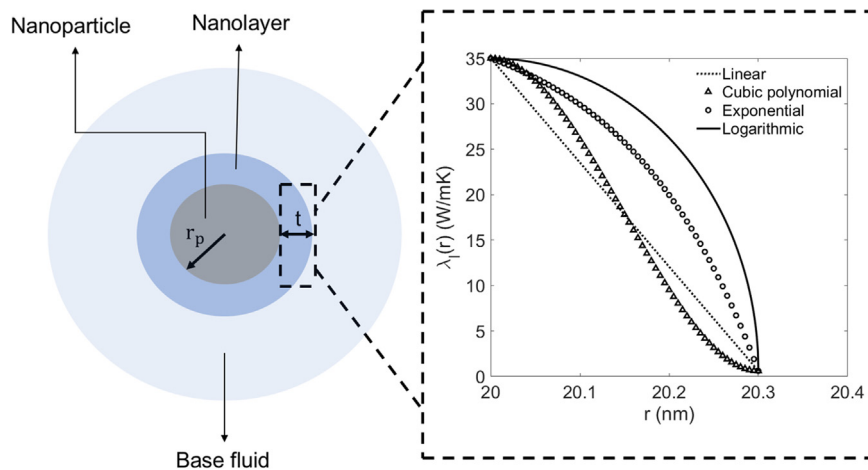 Nanoparticle
Nanolayer
r_p
t
Base fluid
λ_l(r) (W/mK)
35
30
25
20
15
10
5
0
Linear
Cubic polynomial
Exponential
Logarithmic
20 20.1 20.2 20.3 20.4
r (nm)